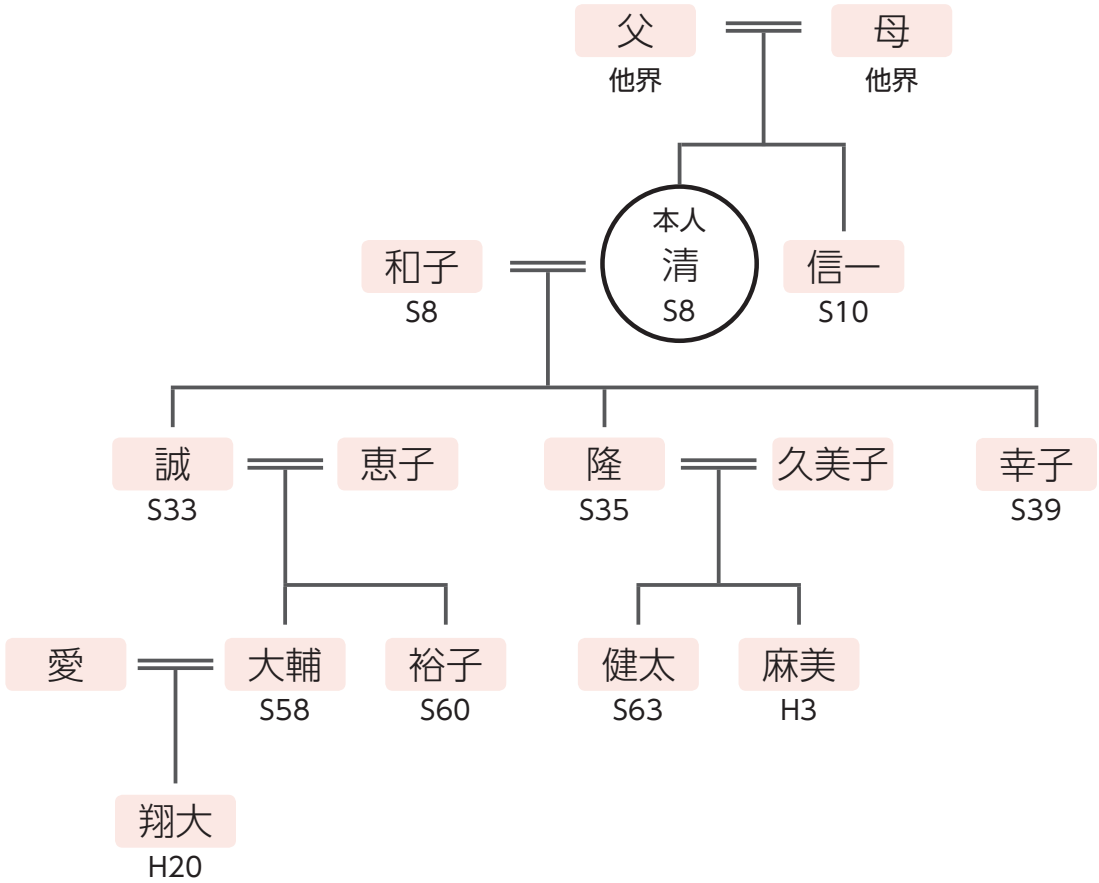 父
母
他界
他界
本人
和子
清
信一
S8
S8
S10
誠
恵子
隆
久美子
幸子
S33
S35
S39
愛
大輔
裕子
健太
麻美
S58
S60
S63
H3
翔大
H20